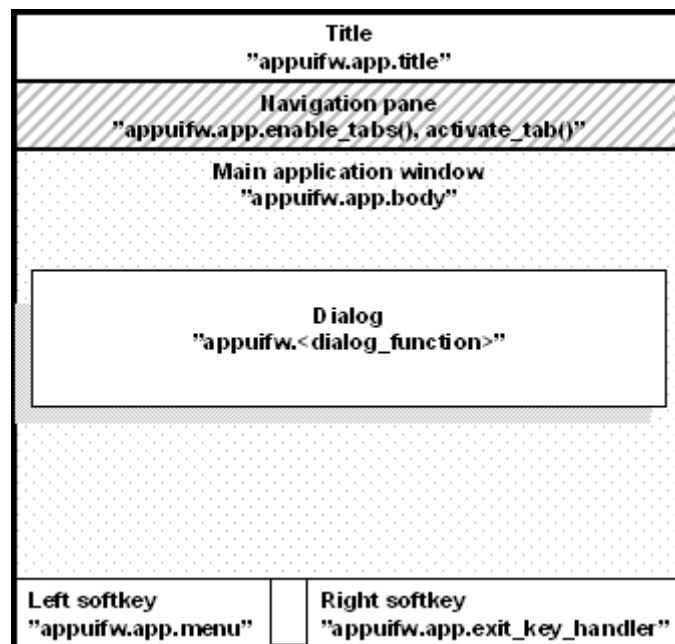 Title
”appuifw.app.title”
Navigation pane
”appuifw.app.enable_tabs(), activate_tab()”
Main application window
”appuifw.app.body”
Dialog
”appuifw.<dialog_function>”
Left softkey
”appuifw.app.menu”
Right softkey
”appuifw.app.exit_key_handler”